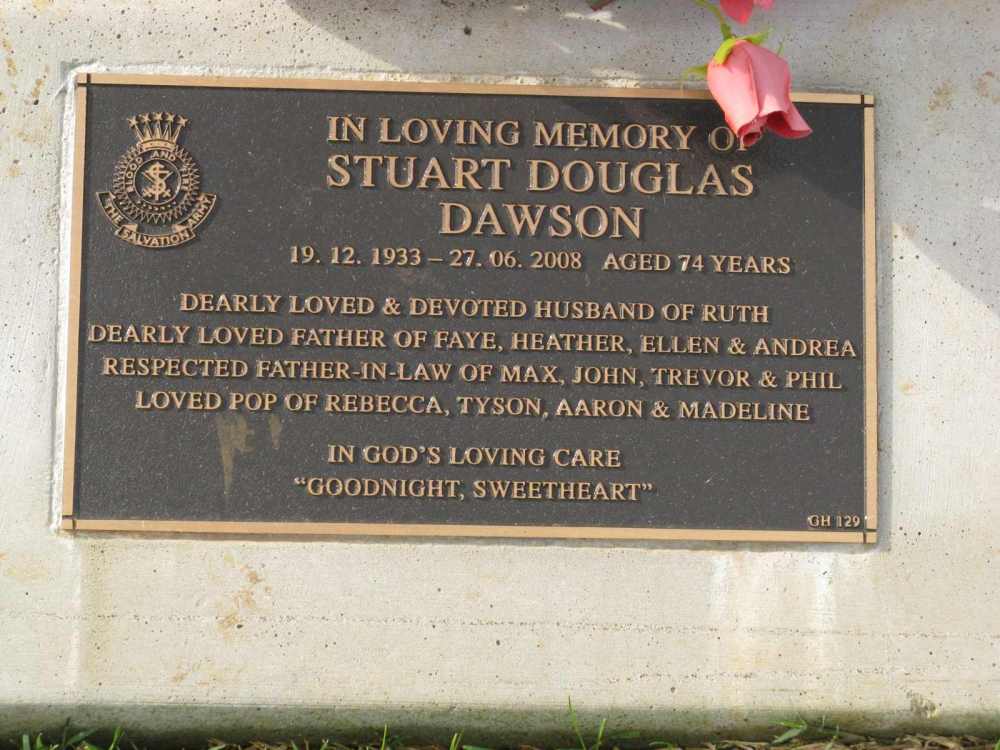 IN LOVING MEMORY OF
STUART DOUGLAS
DAWSON
19. 12. 1933 – 27. 06. 2008 AGED 74 YEARS
DEARLY LOVED & DEVOTED HUSBAND OF RUTH
DEARLY LOVED FATHER OF FAYE, HEATHER, ELLEN & ANDREA
RESPECTED FATHER-IN-LAW OF MAX, JOHN, TREVOR & PHIL
LOVED POP OF REBECCA, TYSON, AARON & MADELINE
IN GOD'S LOVING CARE
"GOODNIGHT, SWEETHEART"
GH 129
BLOOD AND FIRE
THE SALVATION ARMY